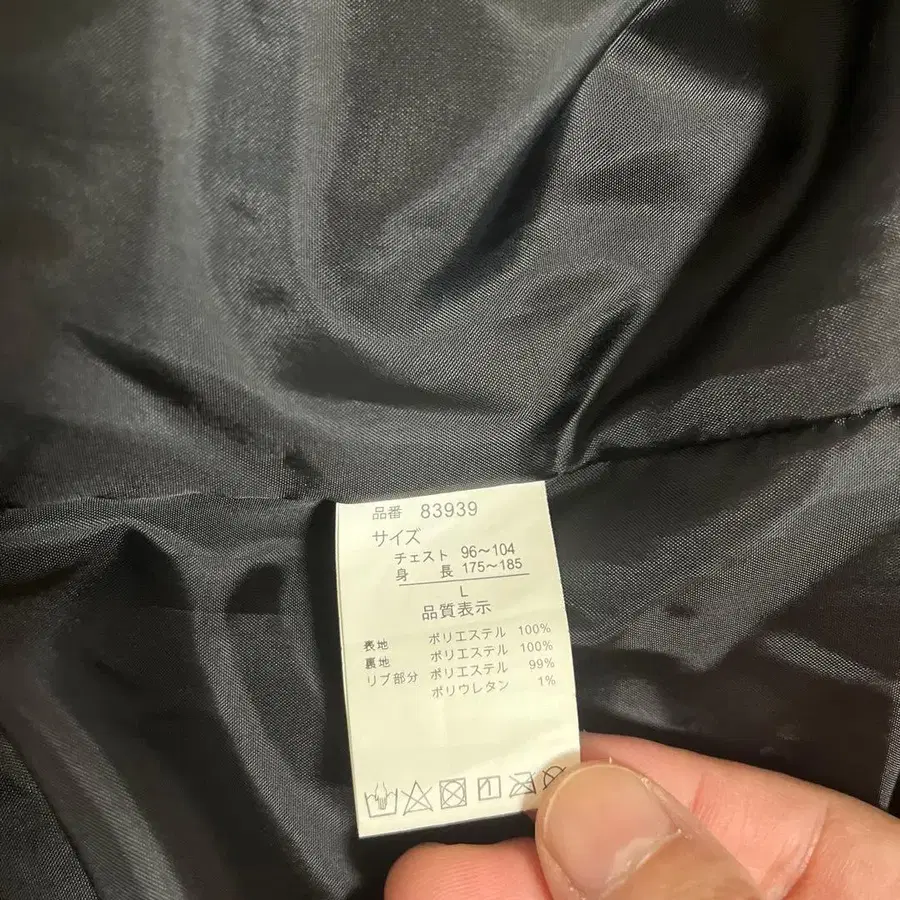 品番 83939
サイズ
チェスト 96〜104
身 長 175〜185
L
品質表示
表地 ポリエステル 100%
裏地 ポリエステル 100%
リブ部分 ポリエステル 99%
ポリウレタン 1%